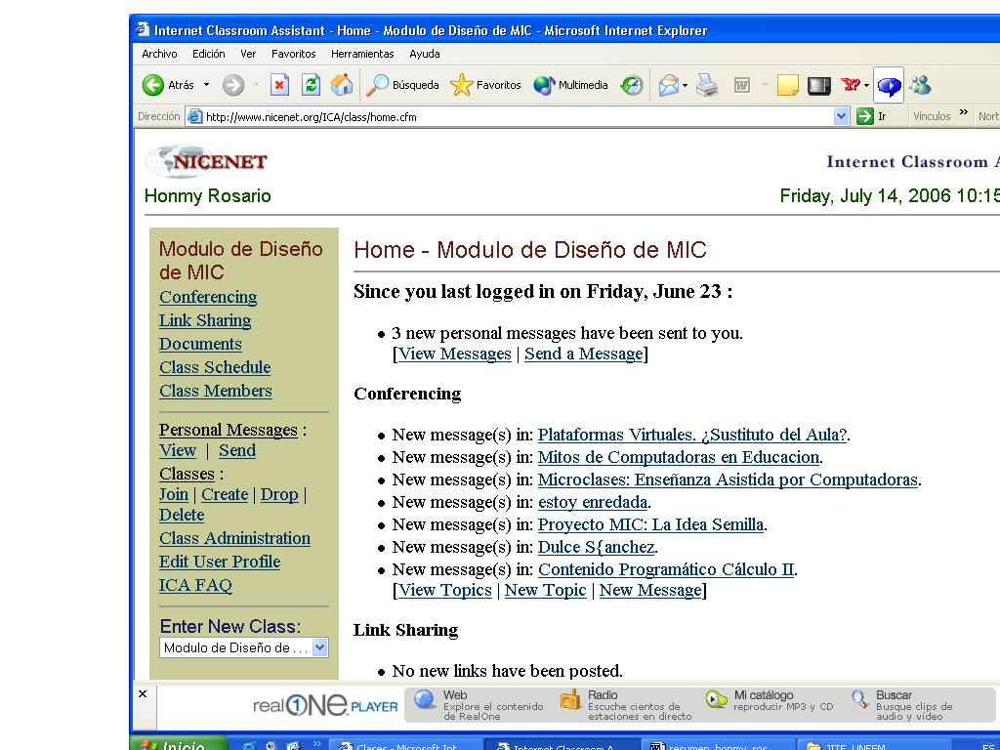 Internet Classroom Assistant - Home - Modulo de Diseño de MIC - Microsoft Internet Explorer
Archivo Edición Ver Favoritos Herramientas Ayuda
Atrás Búsqueda Favoritos Multimedia
Dirección http://www.nicenet.org/ICA/class/home.cfm Ir Vínculos » Nort
NICENET Internet Classroom A
Honmy Rosario Friday, July 14, 2006 10:15
Modulo de Diseño
de MIC
Conferencing
Link Sharing
Documents
Class Schedule
Class Members
Personal Messages :
View | Send
Classes :
Join | Create | Drop |
Delete
Class Administration
Edit User Profile
ICA FAQ
Enter New Class:
Modulo de Diseño de ...
Home - Modulo de Diseño de MIC
Since you last logged in on Friday, June 23 :
• 3 new personal messages have been sent to you.
[View Messages | Send a Message]
Conferencing
• New message(s) in: Plataformas Virtuales. ¿Sustituto del Aula?.
• New message(s) in: Mitos de Computadoras en Educacion.
• New message(s) in: Microclases: Enseñanza Asistida por Computadoras.
• New message(s) in: estoy enredada.
• New message(s) in: Proyecto MIC: La Idea Semilla.
• New message(s) in: Dulce S{anchez.
• New message(s) in: Contenido Programático Cálculo II.
[View Topics | New Topic | New Message]
Link Sharing
• No new links have been posted.
realONE PLAYER
Web
Explore el contenido
de RealOne
Radio
Escuche cientos de
estaciones en directo
Mi catálogo
reproducir MP3 y CD
Buscar
Busque clips de
audio y vídeo
Inicio » Clases - Microsoft Int... Internet Classroom A... resumen_honmy_ros... JITE_UNEFM ES